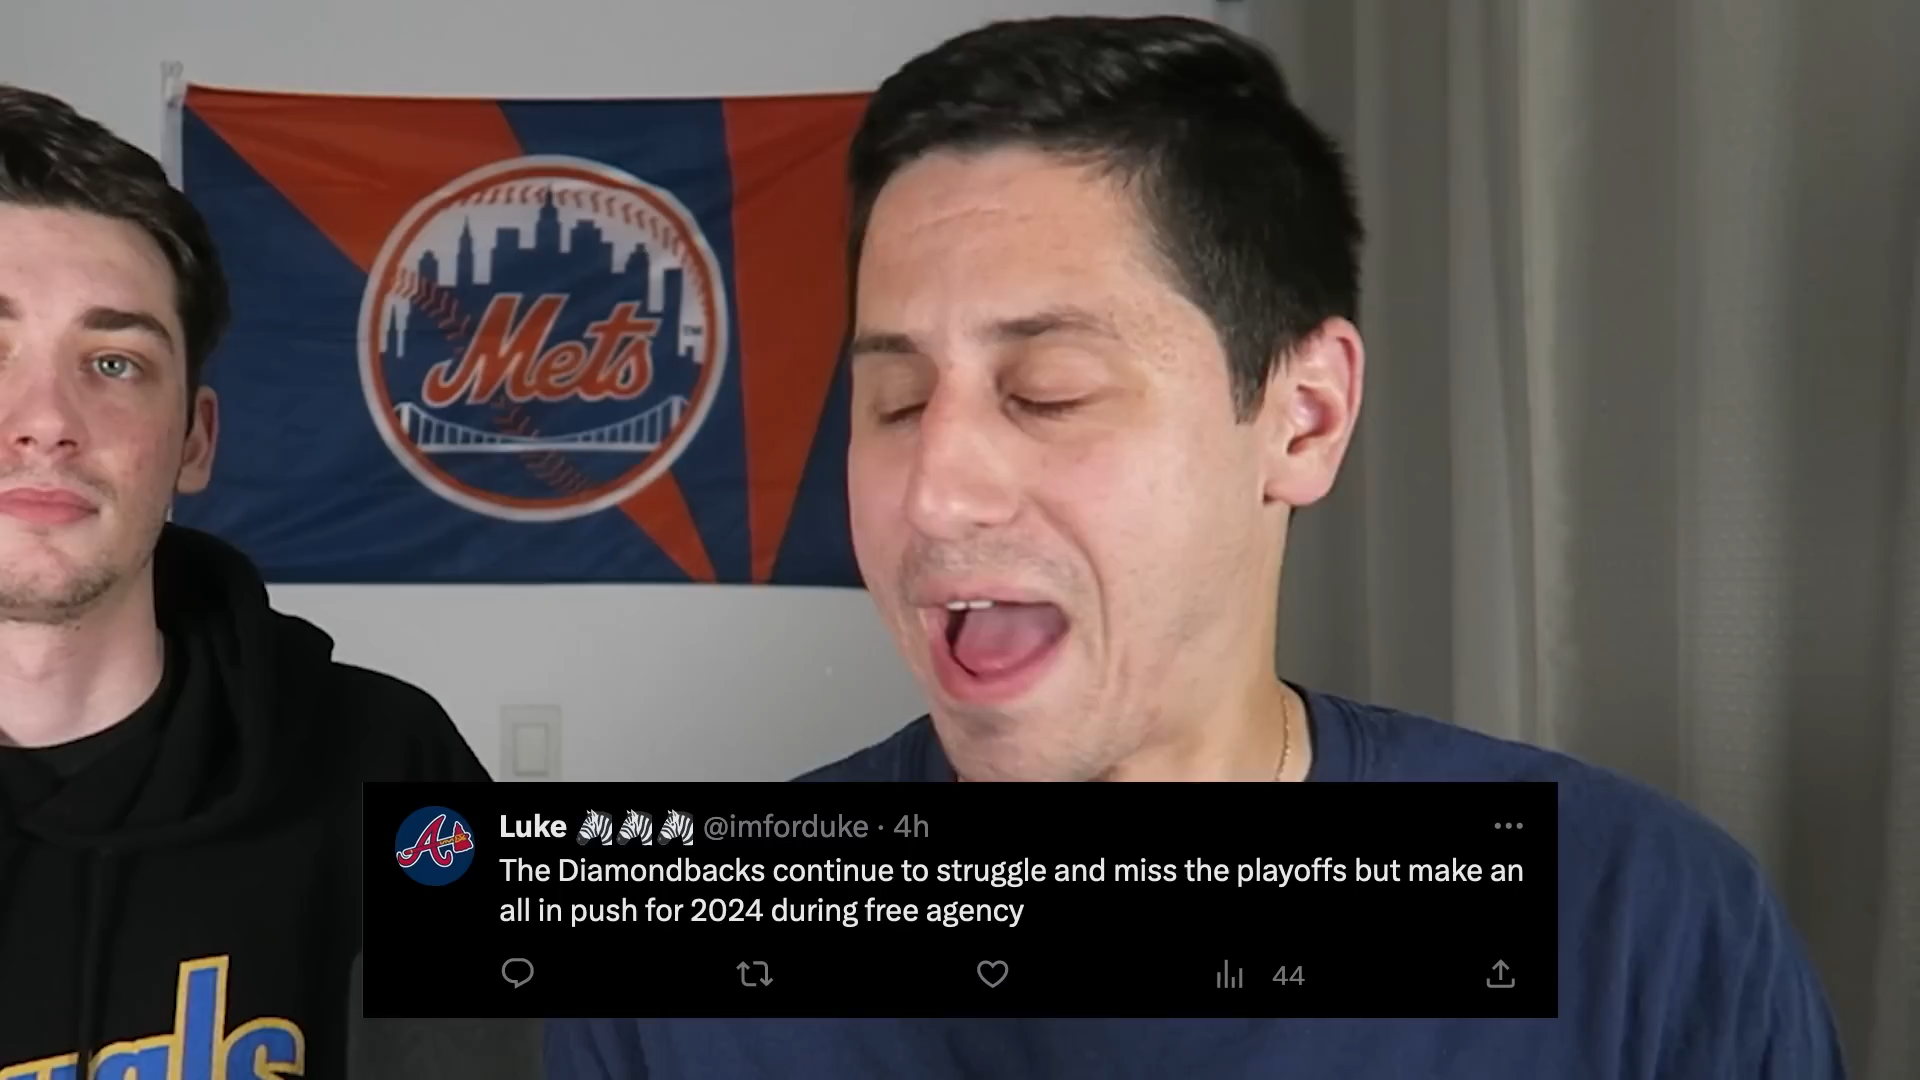 Mets
TM
Luke @imforduke · 4h
The Diamondbacks continue to struggle and miss the playoffs but make an
all in push for 2024 during free agency
44